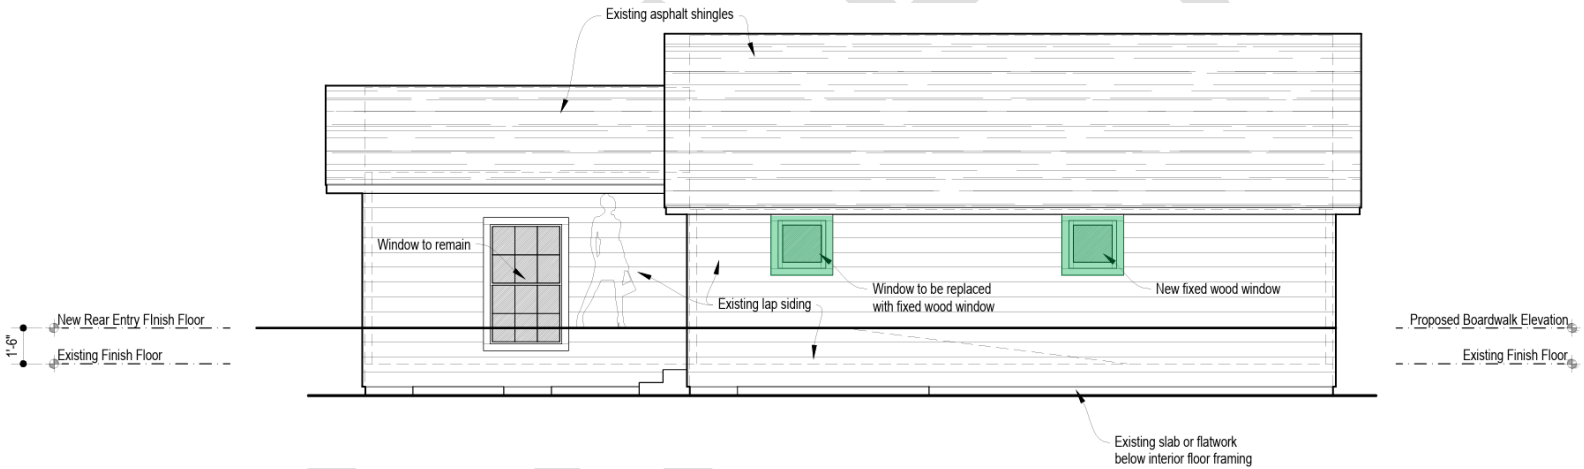 Existing asphalt shingles
Window to remain
Existing lap siding
Window to be replaced
with fixed wood window
New fixed wood window
New Rear Entry FInish Floor
1'-6"
Existing Finish Floor
Proposed Boardwalk Elevation
Existing Finish Floor
Existing slab or flatwork
below interior floor framing